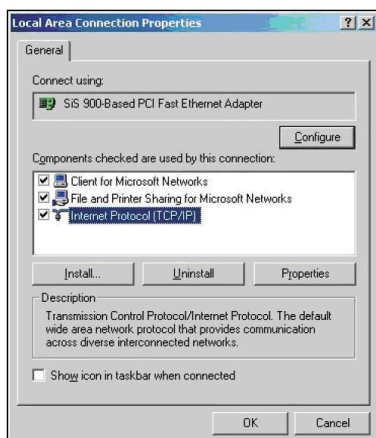 Local Area Connection Properties
General
Connect using:
SiS 900-Based PCI Fast Ethernet Adapter
Configure
Components checked are used by this connection:
Client for Microsoft Networks
File and Printer Sharing for Microsoft Networks
Internet Protocol (TCP/IP)
Install...
Uninstall
Properties
Description
Transmission Control Protocol/Internet Protocol. The default
wide area network protocol that provides communication
across diverse interconnected networks.
Show icon in taskbar when connected
OK
Cancel